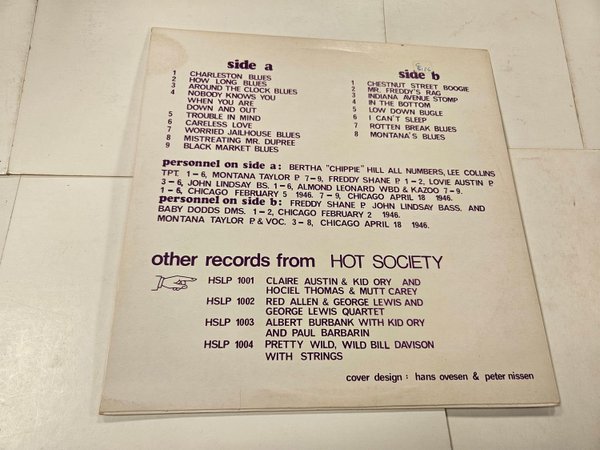 side a
1 CHARLESTON BLUES
2 HOW LONG BLUES
3 AROUND THE CLOCK BLUES
4 NOBODY KNOWS YOU
WHEN YOU ARE
DOWN AND OUT
5 TROUBLE IN MIND
6 CARELESS LOVE
7 WORRIED JAILHOUSE BLUES
8 MISTREATING MR. DUPREE
9 BLACK MARKET BLUES
side b
1 CHESTNUT STREET BOOGIE
2 MR. FREDDY'S RAG
3 INDIANA AVENUE STOMP
4 IN THE BOTTOM
5 LOW DOWN BUGLE
6 I CAN'T SLEEP
7 ROTTEN BREAK BLUES
8 MONTANA'S BLUES
personnel on side a: BERTHA "CHIPPIE" HILL ALL NUMBERS, LEE COLLINS
TPT. 1-6, MONTANA TAYLOR P. 7-9, FREDDY SHANE P. 1-2, LOVIE AUSTIN P.
3-6, JOHN LINDSAY BS. 1-6, ALMOND LEONARD WBD & KAZOO 7-9.
1-6, CHICAGO FEBRUARY 5 1946. 7-9, CHICAGO APRIL 18 1946.
personnel on side b: FREDDY SHANE P. JOHN LINDSAY BASS. AND
BABY DODDS DMS. 1-2, CHICAGO FEBRUARY 2 1946.
MONTANA TAYLOR P. & VOC. 3-8, CHICAGO APRIL 18 1946.
other records from HOT SOCIETY
HSLP 1001 CLAIRE AUSTIN & KID ORY AND
HOCIEL THOMAS & MUTT CAREY
HSLP 1002 RED ALLEN & GEORGE LEWIS AND
GEORGE LEWIS QUARTET
HSLP 1003 ALBERT BURBANK WITH KID ORY
AND PAUL BARBARIN
HSLP 1004 PRETTY WILD, WILD BILL DAVISON
WITH STRINGS
cover design: hans ovesen & peter nissen